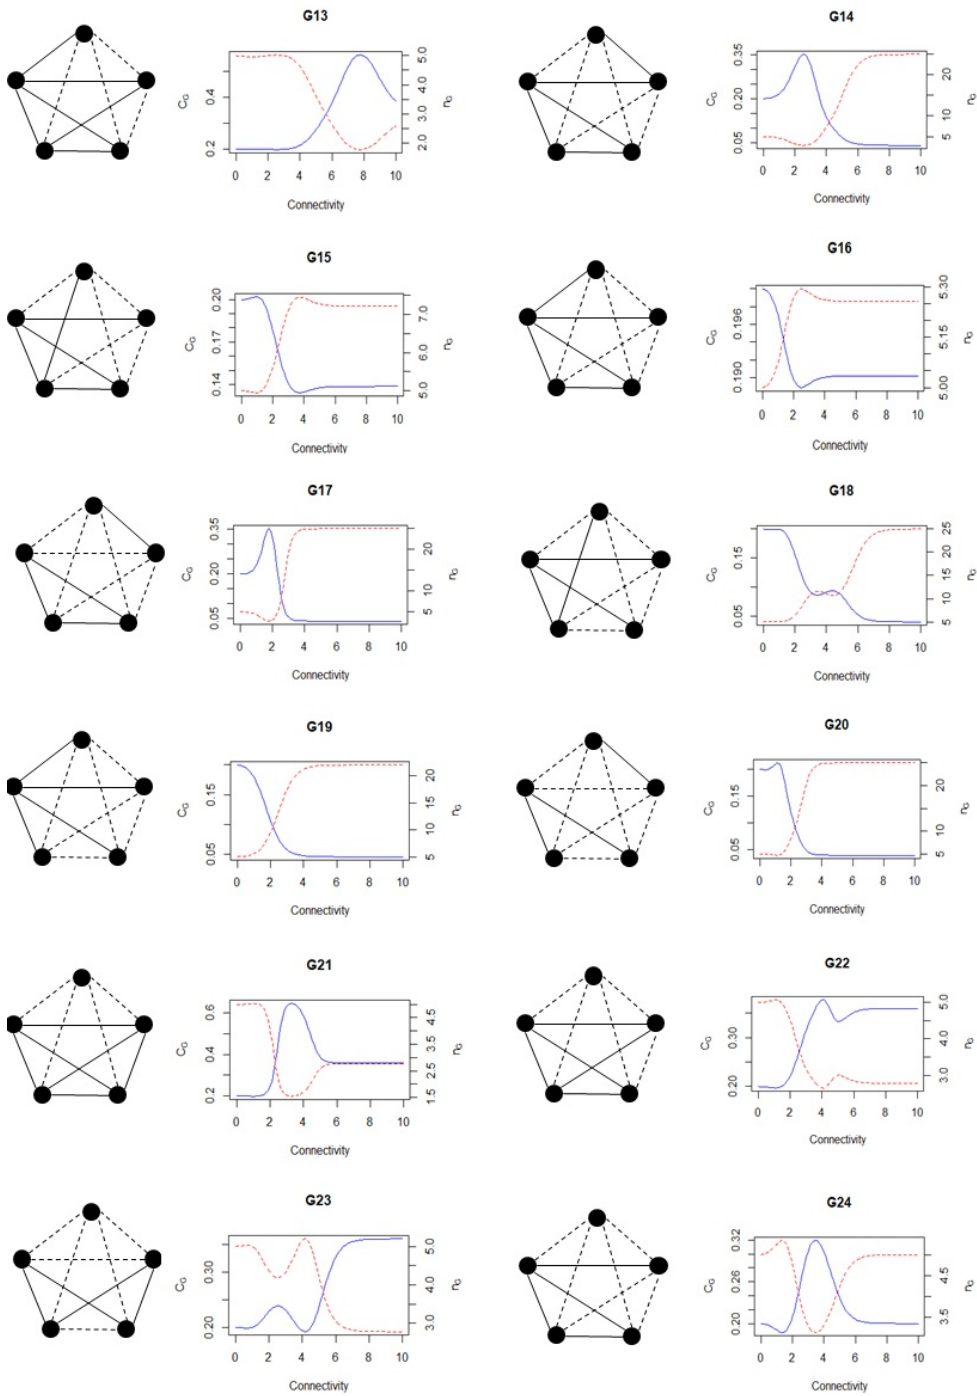 G13
C_G
0.2 0.4
2.0 3.0 4.0 5.0
n_G
0 2 4 6 8 10
Connectivity
G14
C_G
0.05 0.20 0.35
5 10 20
n_G
0 2 4 6 8 10
Connectivity
G15
C_G
0.14 0.17 0.20
5.0 6.0 7.0
n_G
0 2 4 6 8 10
Connectivity
G16
C_G
0.190 0.196
5.00 5.15 5.30
n_G
0 2 4 6 8 10
Connectivity
G17
C_G
0.05 0.20 0.35
5 10 20
n_G
0 2 4 6 8 10
Connectivity
G18
C_G
0.05 0.15
5 10 15 20 25
n_G
0 2 4 6 8 10
Connectivity
G19
C_G
0.05 0.15
5 10 15 20
n_G
0 2 4 6 8 10
Connectivity
G20
C_G
0.05 0.15
5 10 20
n_G
0 2 4 6 8 10
Connectivity
G21
C_G
0.2 0.4 0.6
1.5 2.5 3.5 4.5
n_G
0 2 4 6 8 10
Connectivity
G22
C_G
0.20 0.30
3.0 4.0 5.0
n_G
0 2 4 6 8 10
Connectivity
G23
C_G
0.20 0.30
3.0 4.0 5.0
n_G
0 2 4 6 8 10
Connectivity
G24
C_G
0.20 0.24 0.26 0.32
3.5 4.5
n_G
0 2 4 6 8 10
Connectivity